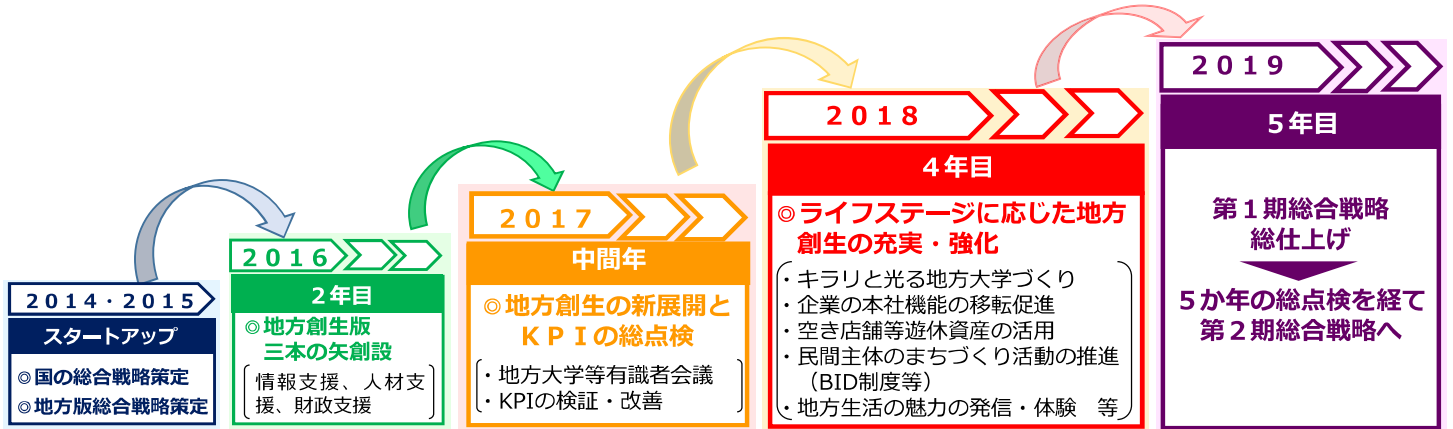 ２０１４・２０１５
スタートアップ
◎国の総合戦略策定
◎地方版総合戦略策定
２０１６
２年目
◎地方創生版
三本の矢創設
情報支援、人材支
援、財政支援
２０１７
中間年
◎地方創生の新展開と
ＫＰＩの総点検
・地方大学等有識者会議
・KPIの検証・改善
２０１８
４年目
◎ライフステージに応じた地方
創生の充実・強化
・キラリと光る地方大学づくり
・企業の本社機能の移転促進
・空き店舗等遊休資産の活用
・民間主体のまちづくり活動の推進
（BID制度等）
・地方生活の魅力の発信・体験　等
２０１９
５年目
第１期総合戦略
総仕上げ
５か年の総点検を経て
第２期総合戦略へ